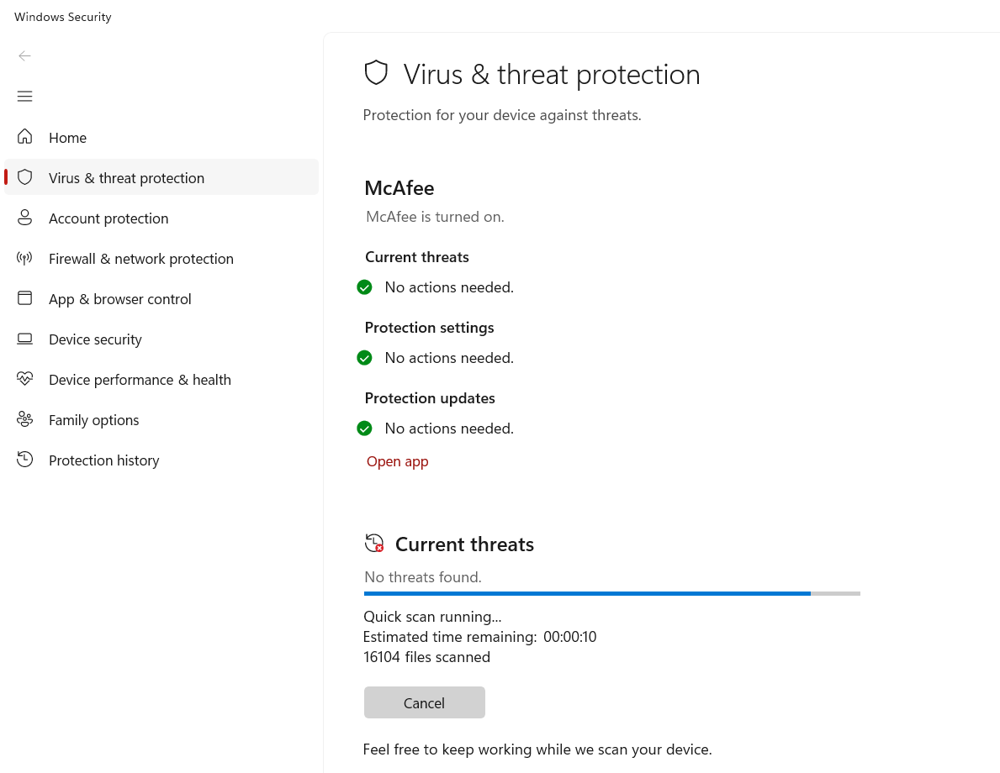 Windows Security
Home
Virus & threat protection
Account protection
Firewall & network protection
App & browser control
Device security
Device performance & health
Family options
Protection history
Virus & threat protection
Protection for your device against threats.
McAfee
McAfee is turned on.
Current threats
No actions needed.
Protection settings
No actions needed.
Protection updates
No actions needed.
Open app
Current threats
No threats found.
Quick scan running...
Estimated time remaining: 00:00:10
16104 files scanned
Cancel
Feel free to keep working while we scan your device.